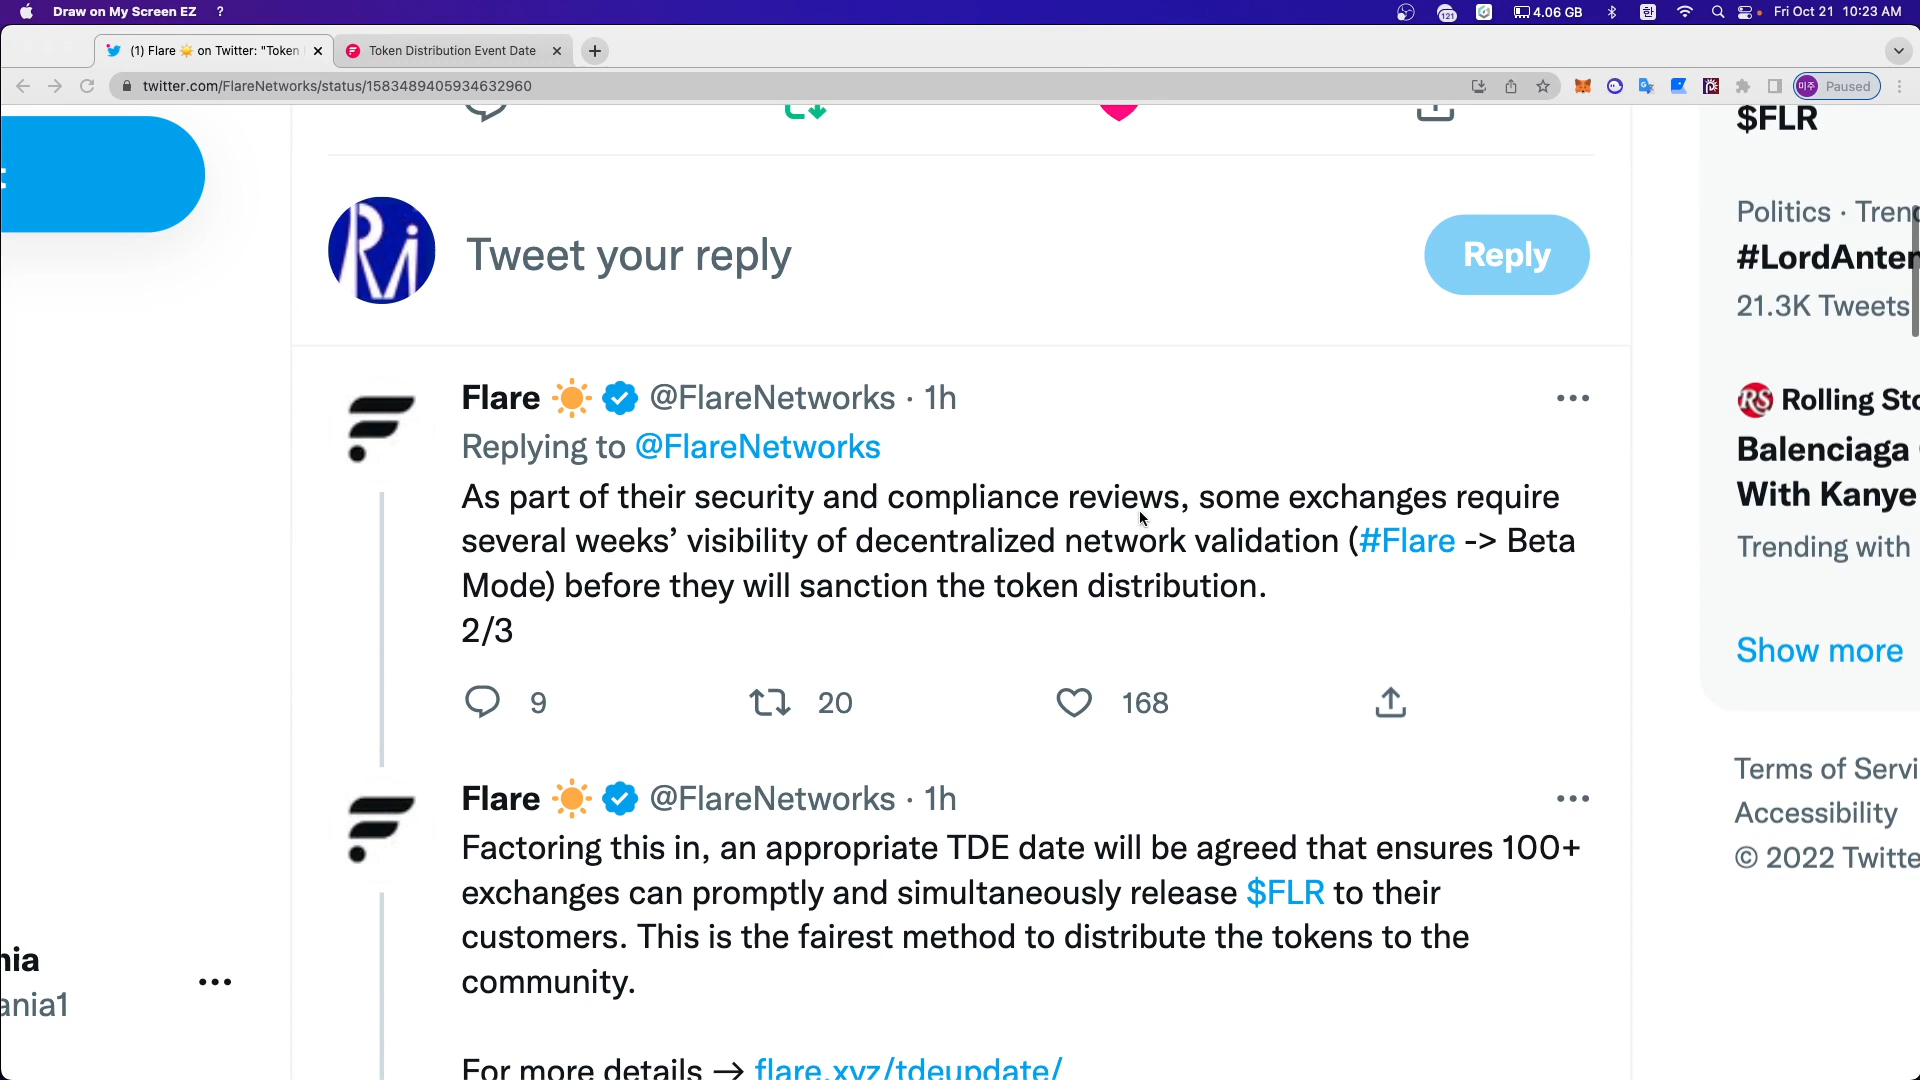 Draw on My Screen EZ ?
121
4.06 GB
한
Fri Oct 21 10:23 AM
(1) Flare ☀️ on Twitter: "Token
Token Distribution Event Date
twitter.com/FlareNetworks/status/1583489405934632960
미주 Paused
$FLR
Tweet your reply
Reply
Politics · Trend
#LordAnten
21.3K Tweets
Flare ☀️ @FlareNetworks · 1h
Replying to @FlareNetworks
As part of their security and compliance reviews, some exchanges require
several weeks’ visibility of decentralized network validation (#Flare -> Beta
Mode) before they will sanction the token distribution.
2/3
9
20
168
RS Rolling Sto
Balenciaga
With Kanye
Trending with
Show more
Flare ☀️ @FlareNetworks · 1h
Factoring this in, an appropriate TDE date will be agreed that ensures 100+
exchanges can promptly and simultaneously release $FLR to their
customers. This is the fairest method to distribute the tokens to the
community.
For more details → flare.xyz/tdeupdate/
Terms of Servi
Accessibility
© 2022 Twitte
nia
ania1